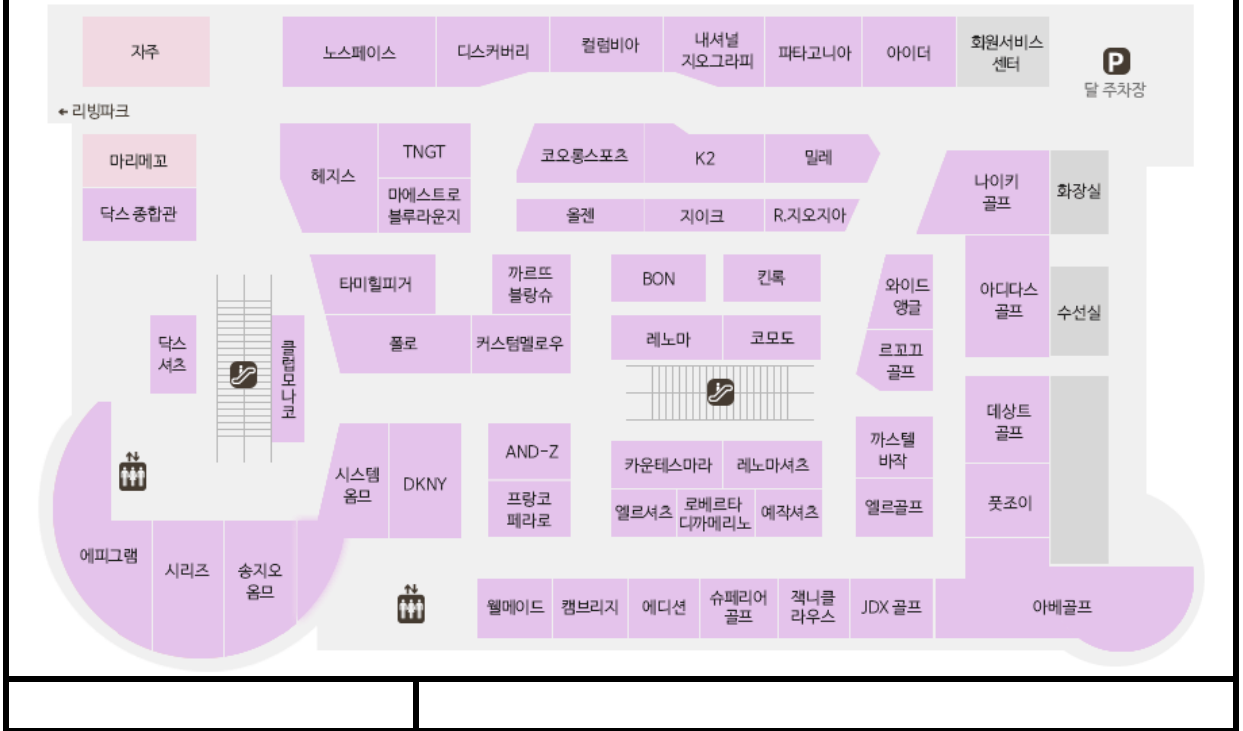 자주
노스페이스
디스커버리
컬럼비아
내셔널
지오그라피
파타고니아
아이더
회원서비스
센터
P
달 주차장
←리빙파크
마리메꼬
닥스 종합관
헤지스
TNGT
마에스트로
블루라운지
코오롱스포츠
K2
밀레
올젠
지이크
R.지오지아
나이키
골프
화장실
타미힐피거
까르뜨
블랑슈
BON
킨록
와이드
앵글
아디다스
골프
수선실
닥스
셔츠
클럽모나코
폴로
커스텀멜로우
레노마
코모도
르꼬끄
골프
시스템
옴므
DKNY
AND-Z
프랑코
페라로
카운테스마라
레노마셔츠
엘르셔츠
로베르타
디까메리노
예작셔츠
까스텔
바작
엘르골프
데상트
골프
풋조이
에피그램
시리즈
송지오
옴므
웰메이드
캠브리지
에디션
슈페리어
골프
잭니클
라우스
JDX 골프
아베골프